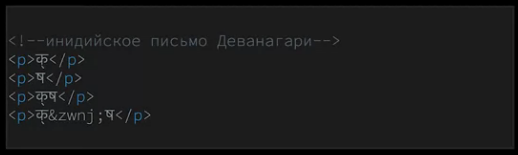 <!--инидийское письмо Деванагари-->
<p>क्</p>
<p>ष</p>
<p>क्ष</p>
<p>क्&zwnj;ष</p>